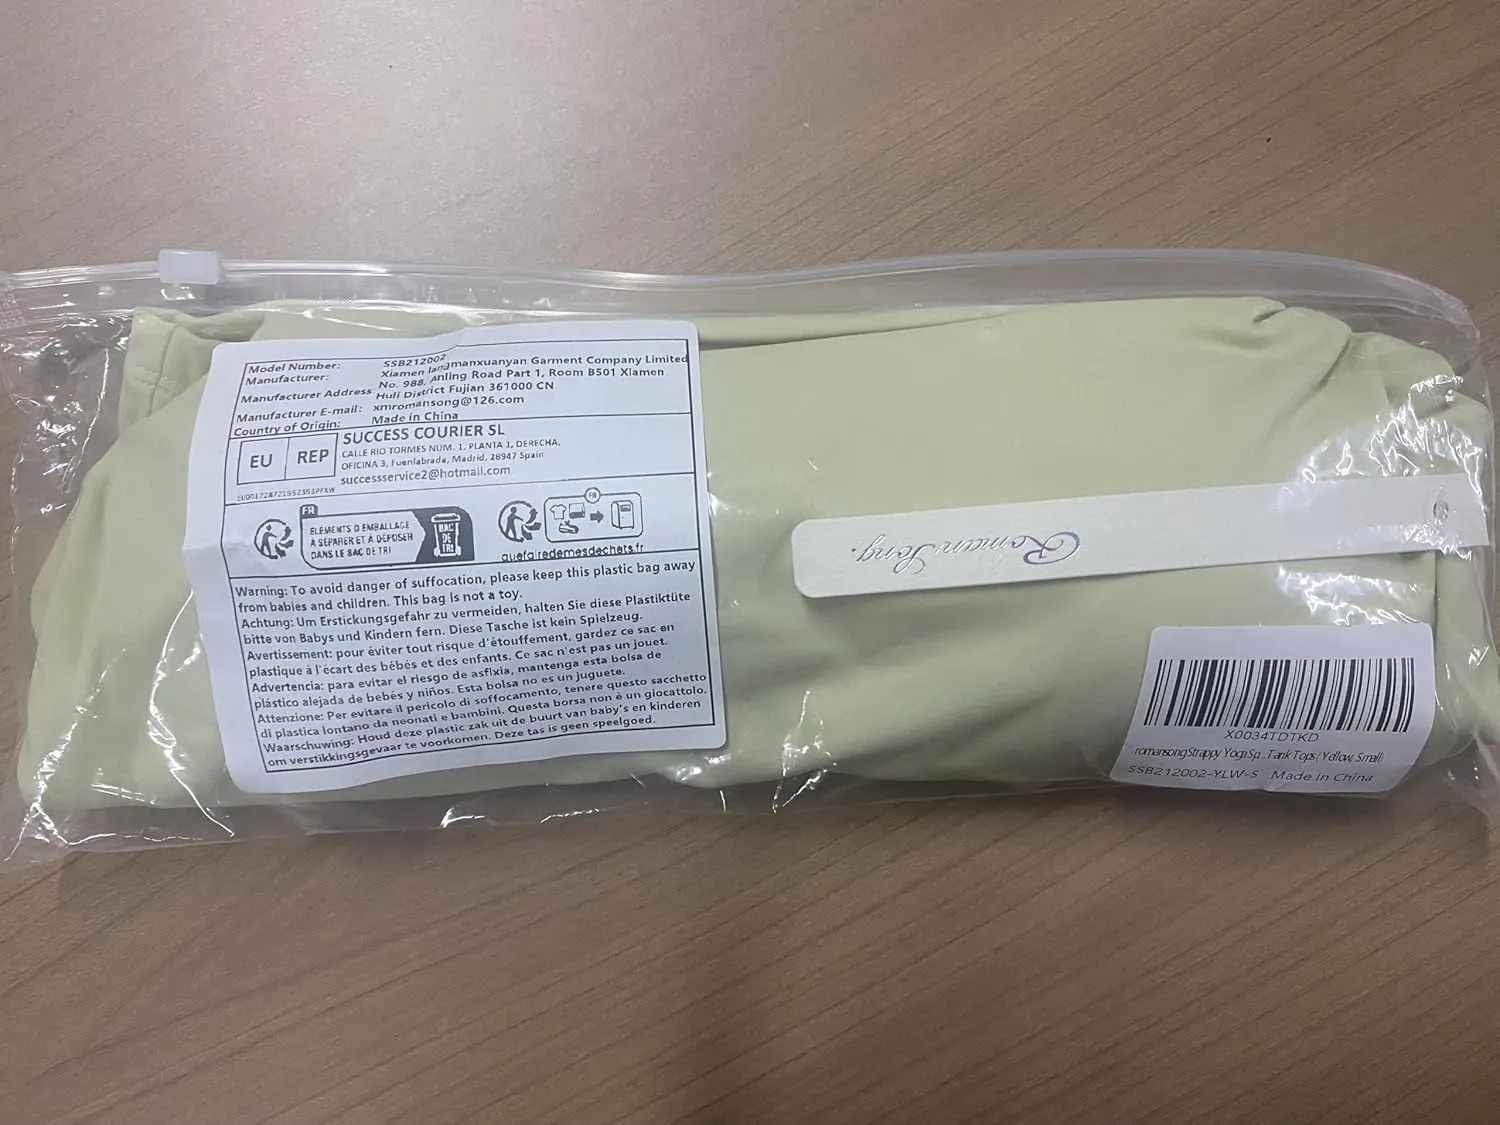 Model Number: SSB212002
Manufacturer: Xiamen langmanxuanyan Garment Company Limited
Manufacturer Address No. 988, Anling Road Part 1, Room B501 Xiamen
Huli District Fujian 361000 CN
Manufacturer E-mail: xmromansong@126.com
Country of Origin: Made in China
EU REP
SUCCESS COURIER SL
CALLE RIO TORMES NUM. 1, PLANTA 1, DERECHA,
OFICINA 3, Fuenlabrada, Madrid, 28947 Spain
successservice2@hotmail.com
FR
ELEMENTS D EMBALLAGE
A SEPARER ET À DÉPOSER
DANS LE BAC DE TRI
BAC
DE
TRI
FR
quefairedemesdechets.fr
Warning: To avoid danger of suffocation, please keep this plastic bag away
from babies and children. This bag is not a toy.
Achtung: Um Erstickungsgefahr zu vermeiden, halten Sie diese Plastiktüte
bitte von Babys und Kindern fern. Diese Tasche ist kein Spielzeug.
Avertissement: pour éviter tout risque d'étouffement, gardez ce sac en
plastique à l'écart des bébés et des enfants. Ce sac n'est pas un jouet.
Advertencia: para evitar el riesgo de asfixia, mantenga esta bolsa de
plástico alejada de bebés y niños. Esta bolsa no es un juguete.
Attenzione: Per evitare il pericolo di soffocamento, tenere questo sacchetto
di plastica lontano da neonati e bambini. Questa borsa non è un giocattolo.
Waarschuwing: Houd deze plastic zak uit de buurt van baby's en kinderen
om verstikkingsgevaar te voorkomen. Deze tas is geen speelgoed.
Roman Song.
X0034TDTKD
romansong Strappy Yoga Sp...Tank Tops (Yellow, Small)
SSB212002-YLW-S Made In China